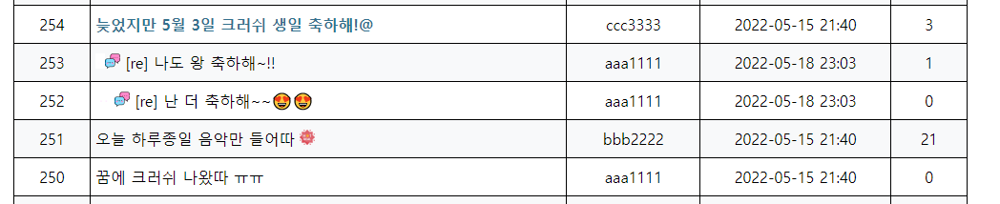 254 늦었지만 5월 3일 크러쉬 생일 축하해!@ ccc3333 2022-05-15 21:40 3
253 [re] 나도 왕 축하해~!! aaa1111 2022-05-18 23:03 1
252 [re] 난 더 축하해~~😍😍 aaa1111 2022-05-18 23:03 0
251 오늘 하루종일 음악만 들어따 bbb2222 2022-05-15 21:40 21
250 꿈에 크러쉬 나왔따 ㅠㅠ aaa1111 2022-05-15 21:40 0